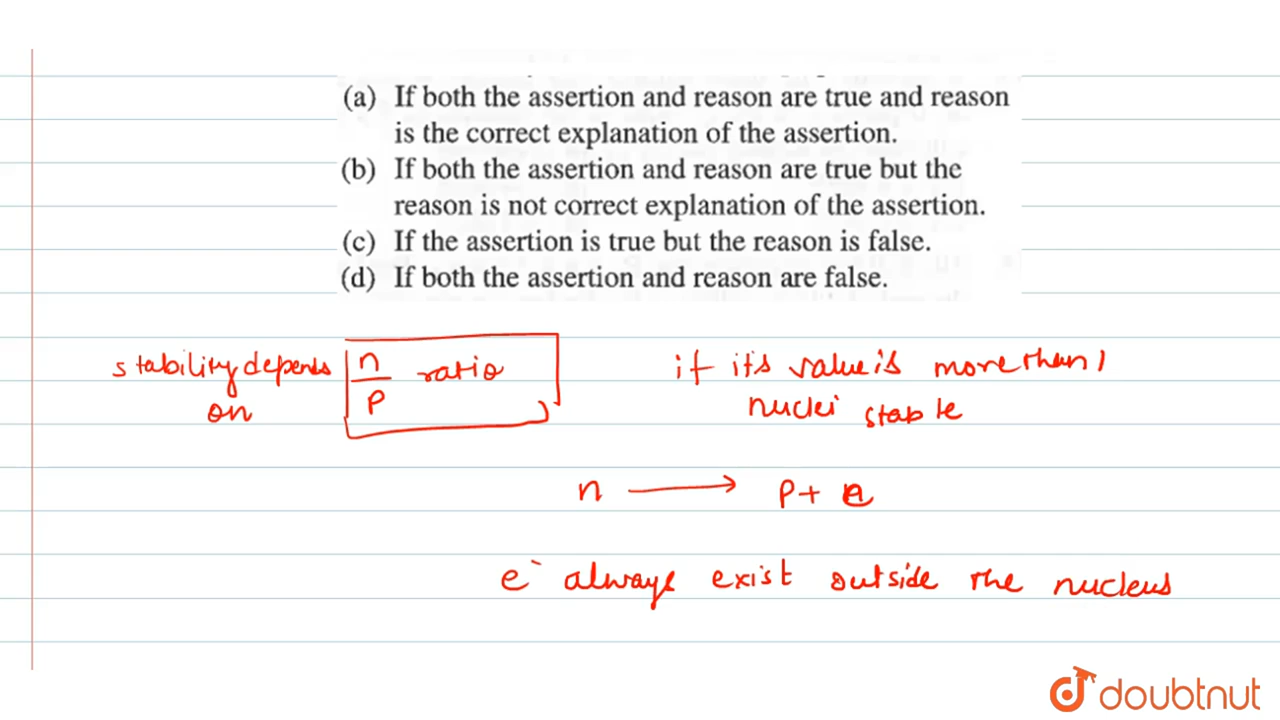 (a) If both the assertion and reason are true and reason
is the correct explanation of the assertion.
(b) If both the assertion and reason are true but the
reason is not correct explanation of the assertion.
(c) If the assertion is true but the reason is false.
(d) If both the assertion and reason are false.
stability depends on n/p ratio
if it's value is more than 1
nuclei stable
n → p + e
e⁻ always exist outside the nucleus
doubtnut